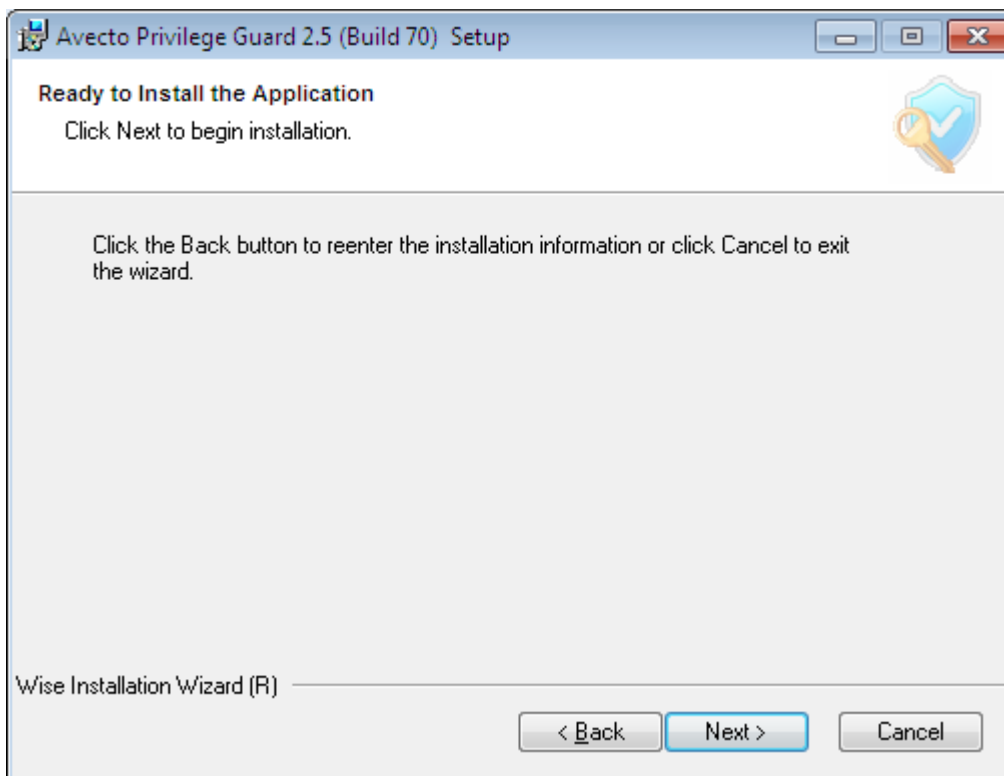 Avecto Privilege Guard 2.5 (Build 70)  Setup
Ready to Install the Application
Click Next to begin installation.
Click the Back button to reenter the installation information or click Cancel to exit
the wizard.
Wise Installation Wizard (R)
< Back
Next >
Cancel